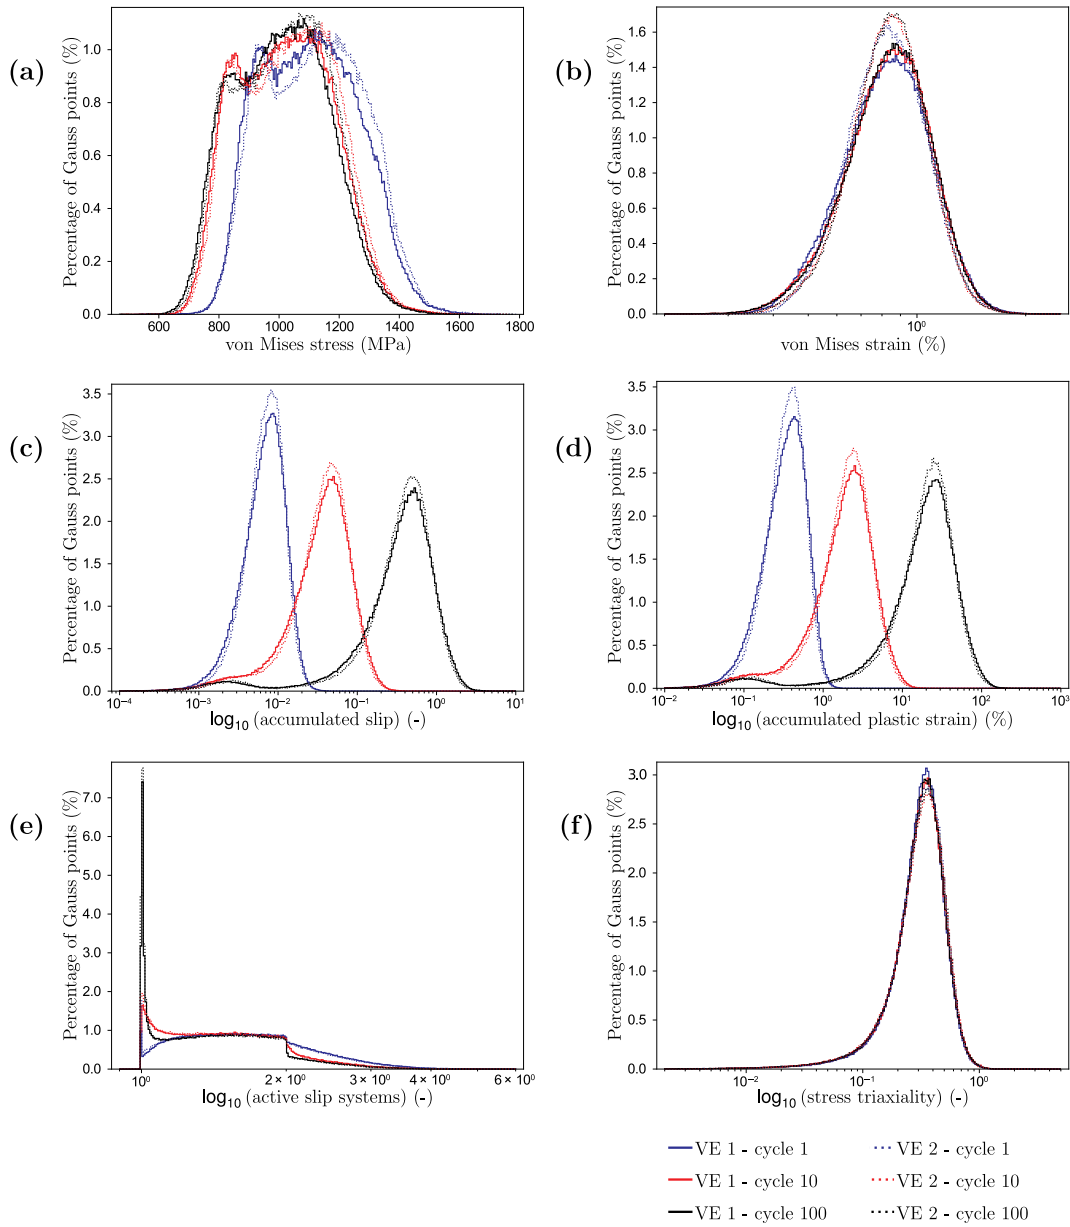 (a)
Percentage of Gauss points (%)
1.0
0.8
0.6
0.4
0.2
0.0
600 800 1000 1200 1400 1600 1800
von Mises stress (MPa)
(b)
Percentage of Gauss points (%)
1.6
1.4
1.2
1.0
0.8
0.6
0.4
0.2
0.0
10⁰
von Mises strain (%)
(c)
Percentage of Gauss points (%)
3.5
3.0
2.5
2.0
1.5
1.0
0.5
0.0
10⁻⁴ 10⁻³ 10⁻² 10⁻¹ 10⁰ 10¹
log₁₀ (accumulated slip) (-)
(d)
Percentage of Gauss points (%)
3.5
3.0
2.5
2.0
1.5
1.0
0.5
0.0
10⁻² 10⁻¹ 10⁰ 10¹ 10² 10³
log₁₀ (accumulated plastic strain) (%)
(e)
Percentage of Gauss points (%)
7.0
6.0
5.0
4.0
3.0
2.0
1.0
0.0
10⁰ 2 × 10⁰ 3 × 10⁰ 4 × 10⁰ 6 × 10⁰
log₁₀ (active slip systems) (-)
(f)
Percentage of Gauss points (%)
3.0
2.5
2.0
1.5
1.0
0.5
0.0
10⁻² 10⁻¹ 10⁰
log₁₀ (stress triaxiality) (-)
VE 1 - cycle 1 VE 2 - cycle 1
VE 1 - cycle 10 VE 2 - cycle 10
VE 1 - cycle 100 VE 2 - cycle 100